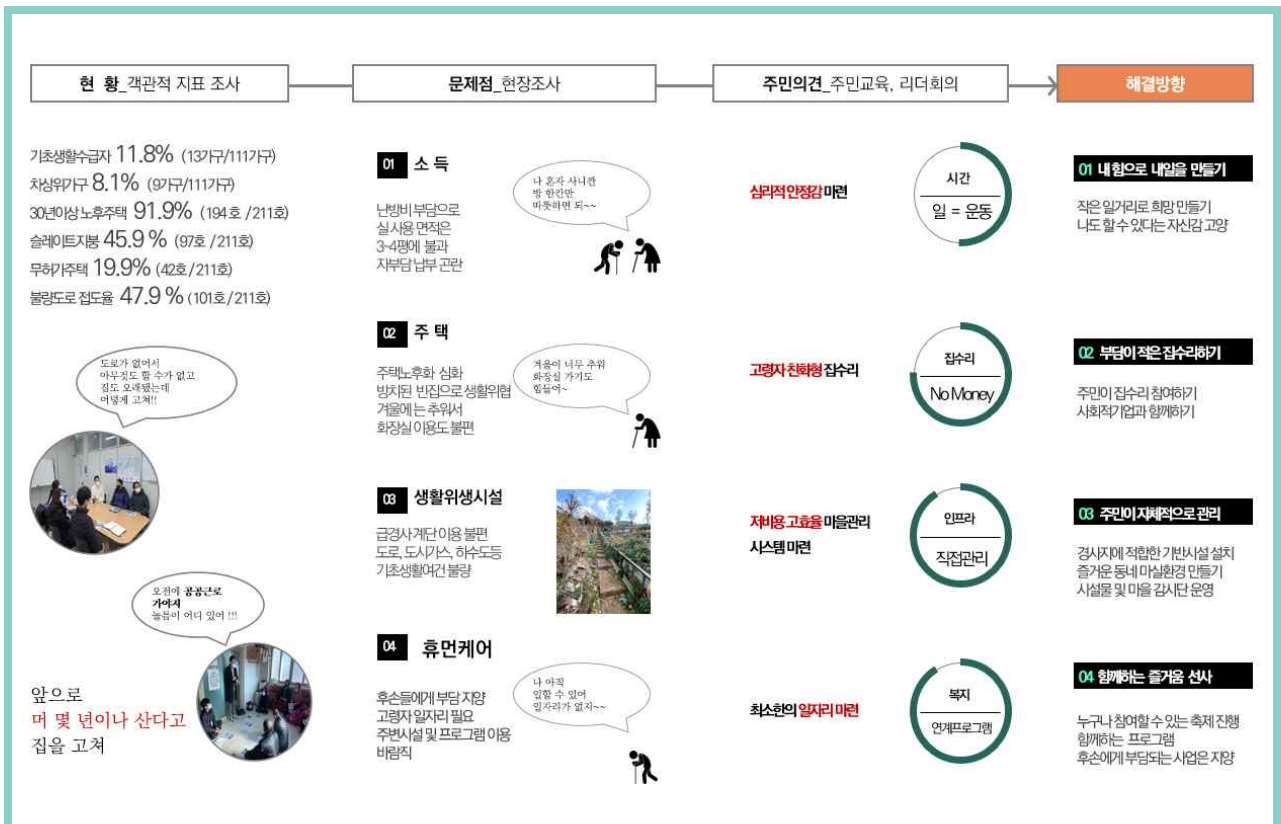 현 황_객관적 지표 조사
문제점_현장조사
주민의견_주민교육, 리더회의
해결방향
기초생활수급자 11.8% (13가구/111가구)
차상위가구 8.1% (9가구/111가구)
30년이상 노후주택 91.9% (194호/211호)
슬레이트지붕 45.9% (97호/211호)
무허가주택 19.9% (42호/211호)
불량도로 접도율 47.9% (101호/211호)
도로가 없어서
아무것도 할 수가 없고
집도 오래됐는데
어떻게 고쳐!!
오전에 공공근로
가야지
놀틈이 어디 있어 !!!
앞으로
머 몇 년이나 산다고
집을 고쳐
01 소 득
난방비 부담으로
실사용 면적은
3~4평에 불과
자부담 납부 곤란
나 혼자 사니깐
방 한칸만
따뜻하면 되~~
02 주 택
주택노후화 심화
방치된 빈집으로 생활위협
겨울에는 추워서
화장실 이용도 불편
겨울이 너무 추워
화장실 가기도
힘들어~
03 생활위생시설
급경사 계단 이용 불편
도로, 도시가스, 하수도등
기초생활여건 불량
04 휴먼케어
후손들에게 부담 지양
고령자 일자리 필요
주변시설 및 프로그램 이용
바람직
나 아직
일할 수 있어
일자리가 없지~~
심리적 안정감 마련
시간
일 = 운동
고령자 친화형 집수리
집수리
No Money
저비용 고효율 마을관리
시스템 마련
인프라
직접관리
최소한의 일자리 마련
복지
연계프로그램
01 내 힘으로 내일을 만들기
작은 일거리로 희망 만들기
나도 할 수 있다는 자신감 고양
02 부담이 적은 집수리하기
주민이 집수리 참여하기
사회적기업과 함께하기
03 주민이 자체적으로 관리
경사지에 적합한 기반시설 설치
즐거운 동네 마실환경 만들기
시설물 및 마을 감시단 운영
04 함께하는 즐거움 선사
누구나 참여할 수 있는 축제 진행
함께하는 프로그램
후손에게 부담되는 사업은 지양